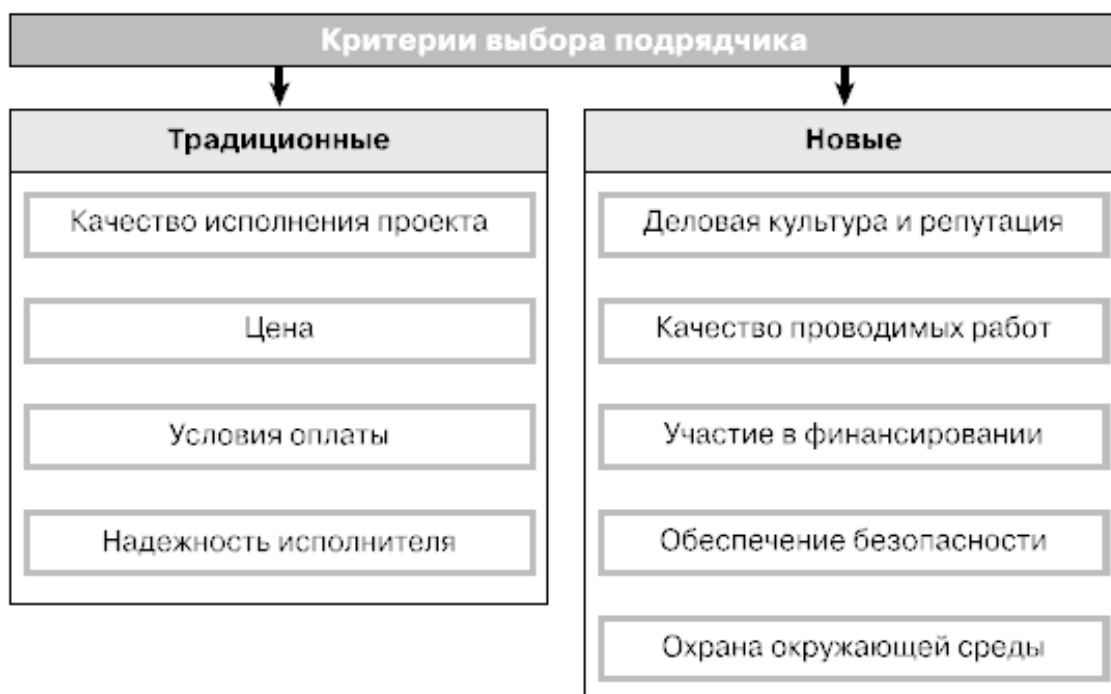 Критерии выбора подрядчика
Традиционные
Качество исполнения проекта
Цена
Условия оплаты
Надежность исполнителя
Новые
Деловая культура и репутация
Качество проводимых работ
Участие в финансировании
Обеспечение безопасности
Охрана окружающей среды